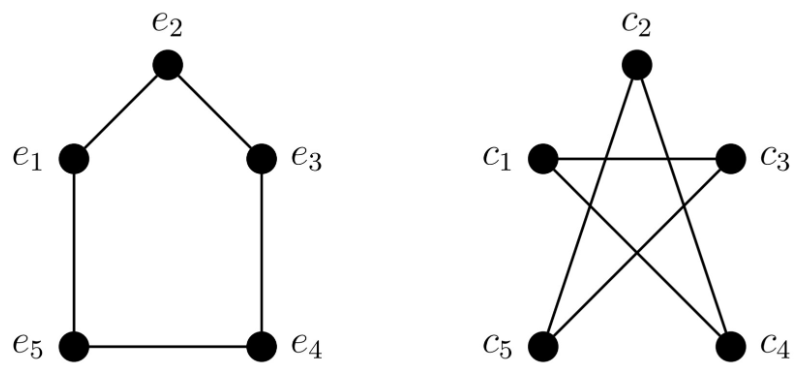 e₂
c₂
e₁
e₃
c₁
c₃
e₅
e₄
c₅
c₄